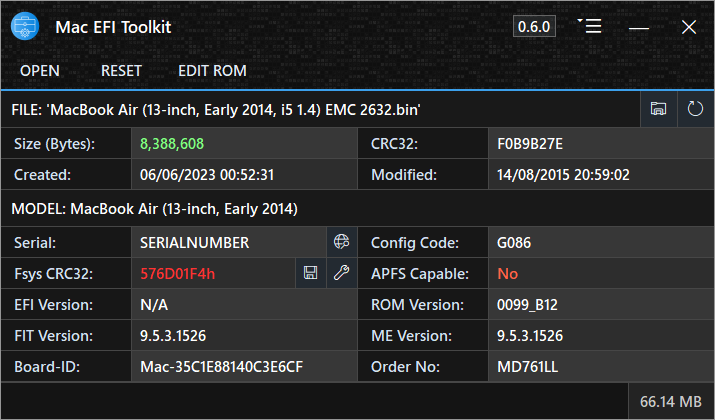 Mac EFI Toolkit 0.6.0
OPEN RESET EDIT ROM
FILE: 'MacBook Air (13-inch, Early 2014, i5 1.4) EMC 2632.bin'
Size (Bytes): 8,388,608 CRC32: F0B9B27E
Created: 06/06/2023 00:52:31 Modified: 14/08/2015 20:59:02
MODEL: MacBook Air (13-inch, Early 2014)
Serial: SERIALNUMBER Config Code: G086
Fsys CRC32: 576D01F4h APFS Capable: No
EFI Version: N/A ROM Version: 0099_B12
FIT Version: 9.5.3.1526 ME Version: 9.5.3.1526
Board-ID: Mac-35C1E88140C3E6CF Order No: MD761LL
66.14 MB